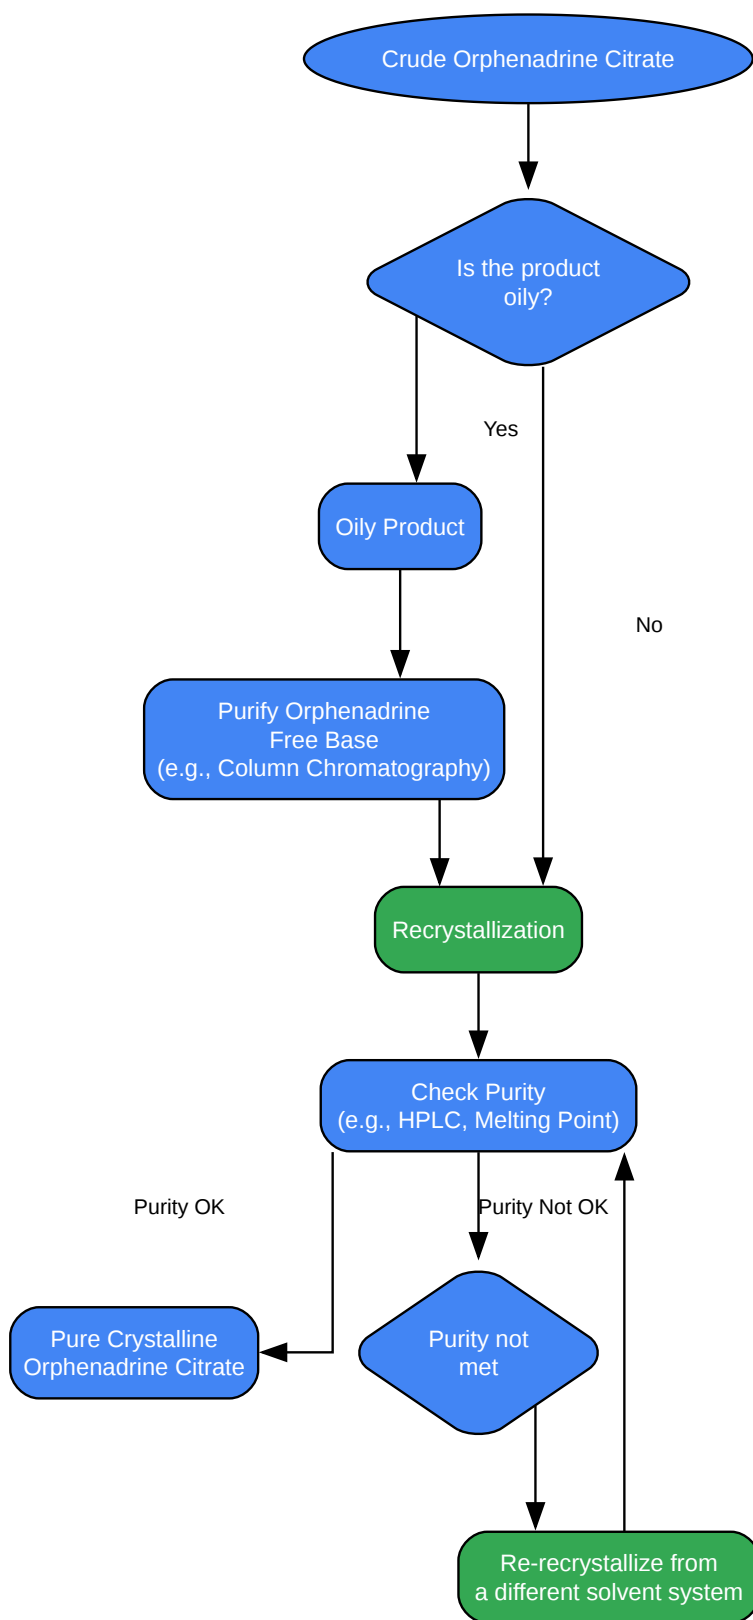 Crude Orphenadrine Citrate
Is the product
oily?
Yes
Oily Product
No
Purify Orphenadrine
Free Base
(e.g., Column Chromatography)
Recrystallization
Check Purity
(e.g., HPLC, Melting Point)
Purity OK
Purity Not OK
Pure Crystalline
Orphenadrine Citrate
Purity not
met
Re-recrystallize from
a different solvent system